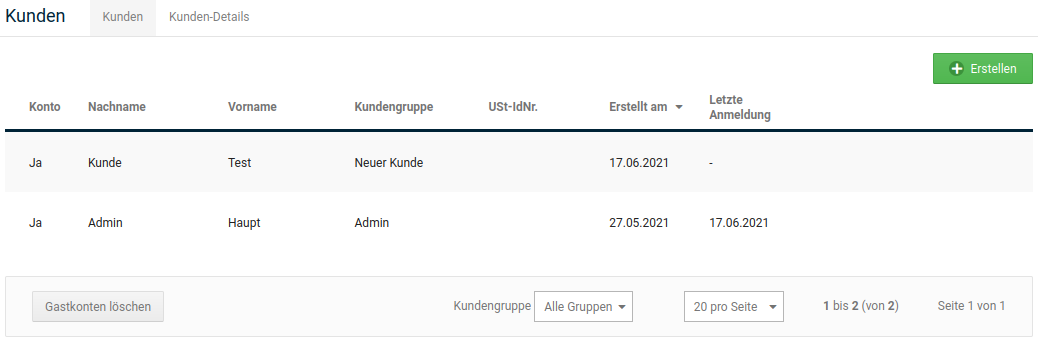 Kunden Kunden Kunden-Details
Erstellen
Konto Nachname Vorname Kundengruppe USt-IdNr. Erstellt am Letzte Anmeldung
Ja Kunde Test Neuer Kunde 17.06.2021 -
Ja Admin Haupt Admin 27.05.2021 17.06.2021
Gastkonten löschen Kundengruppe Alle Gruppen 20 pro Seite 1 bis 2 (von 2) Seite 1 von 1